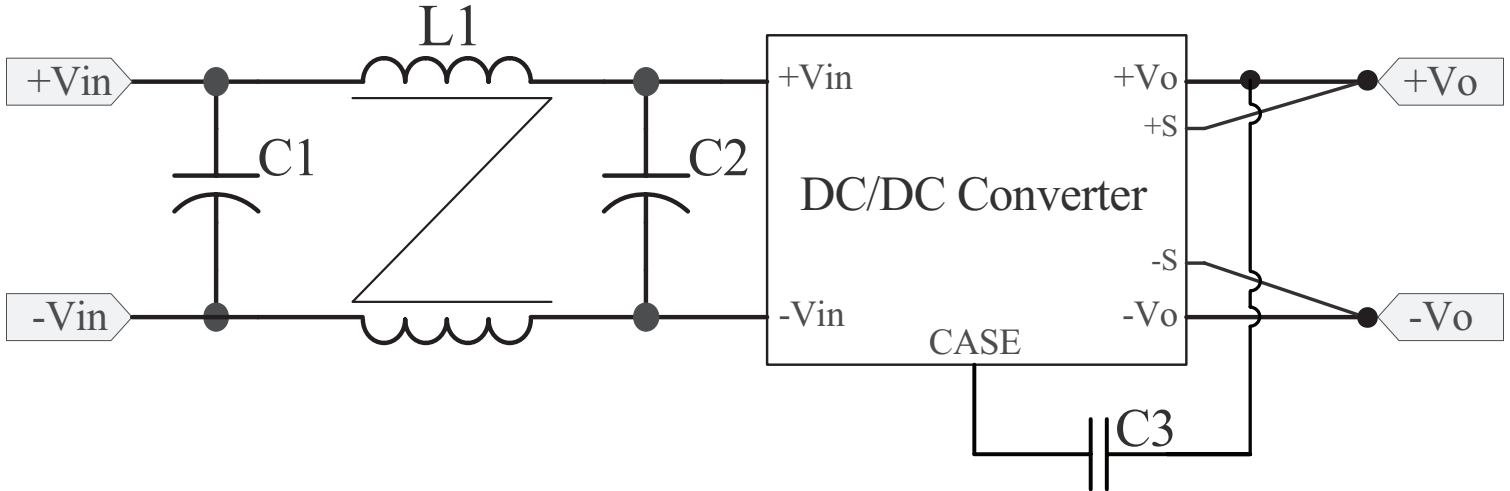 L1
+Vin
+Vin
+Vo
+Vo
+S
C1
C2
DC/DC Converter
-S
-Vin
-Vin
-Vo
-Vo
CASE
C3